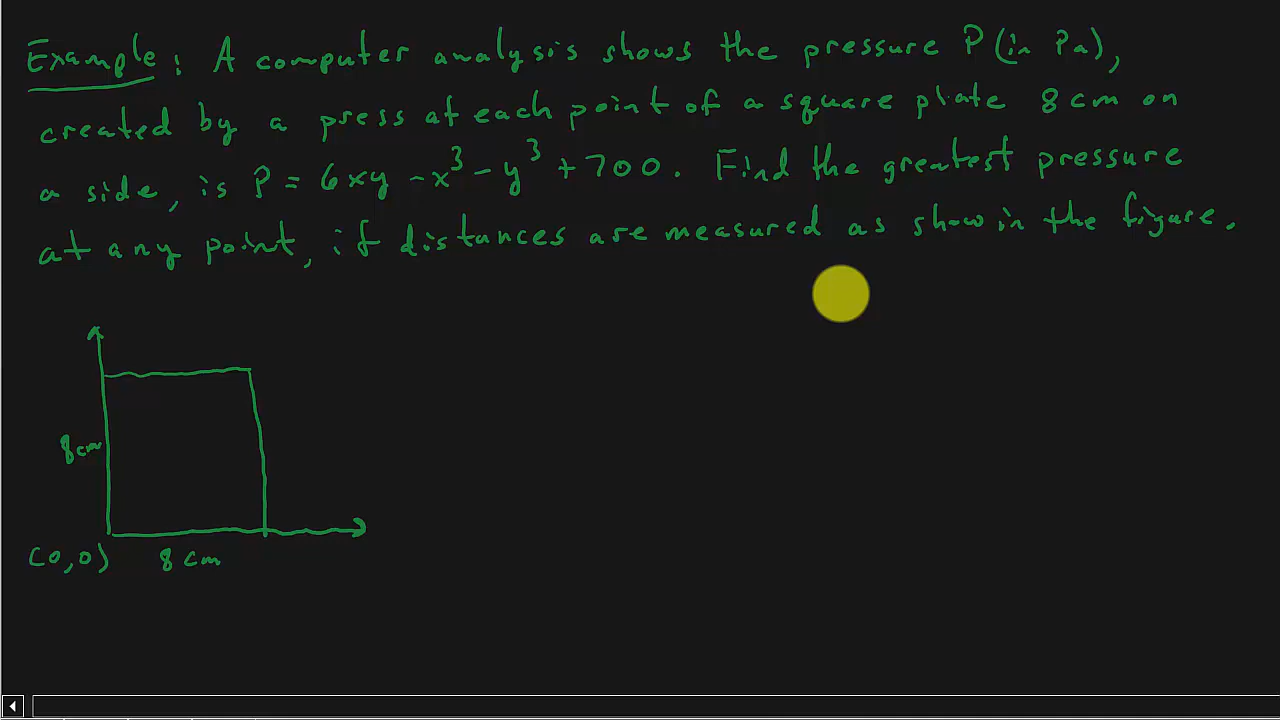 Example: A computer analysis shows the pressure P (in Pa),
created by a press at each point of a square plate 8 cm on
a side, is P = 6xy - x³ - y³ + 700. Find the greatest pressure
at any point, if distances are measured as show in the figure.
8 cm
(0,0) 8 cm